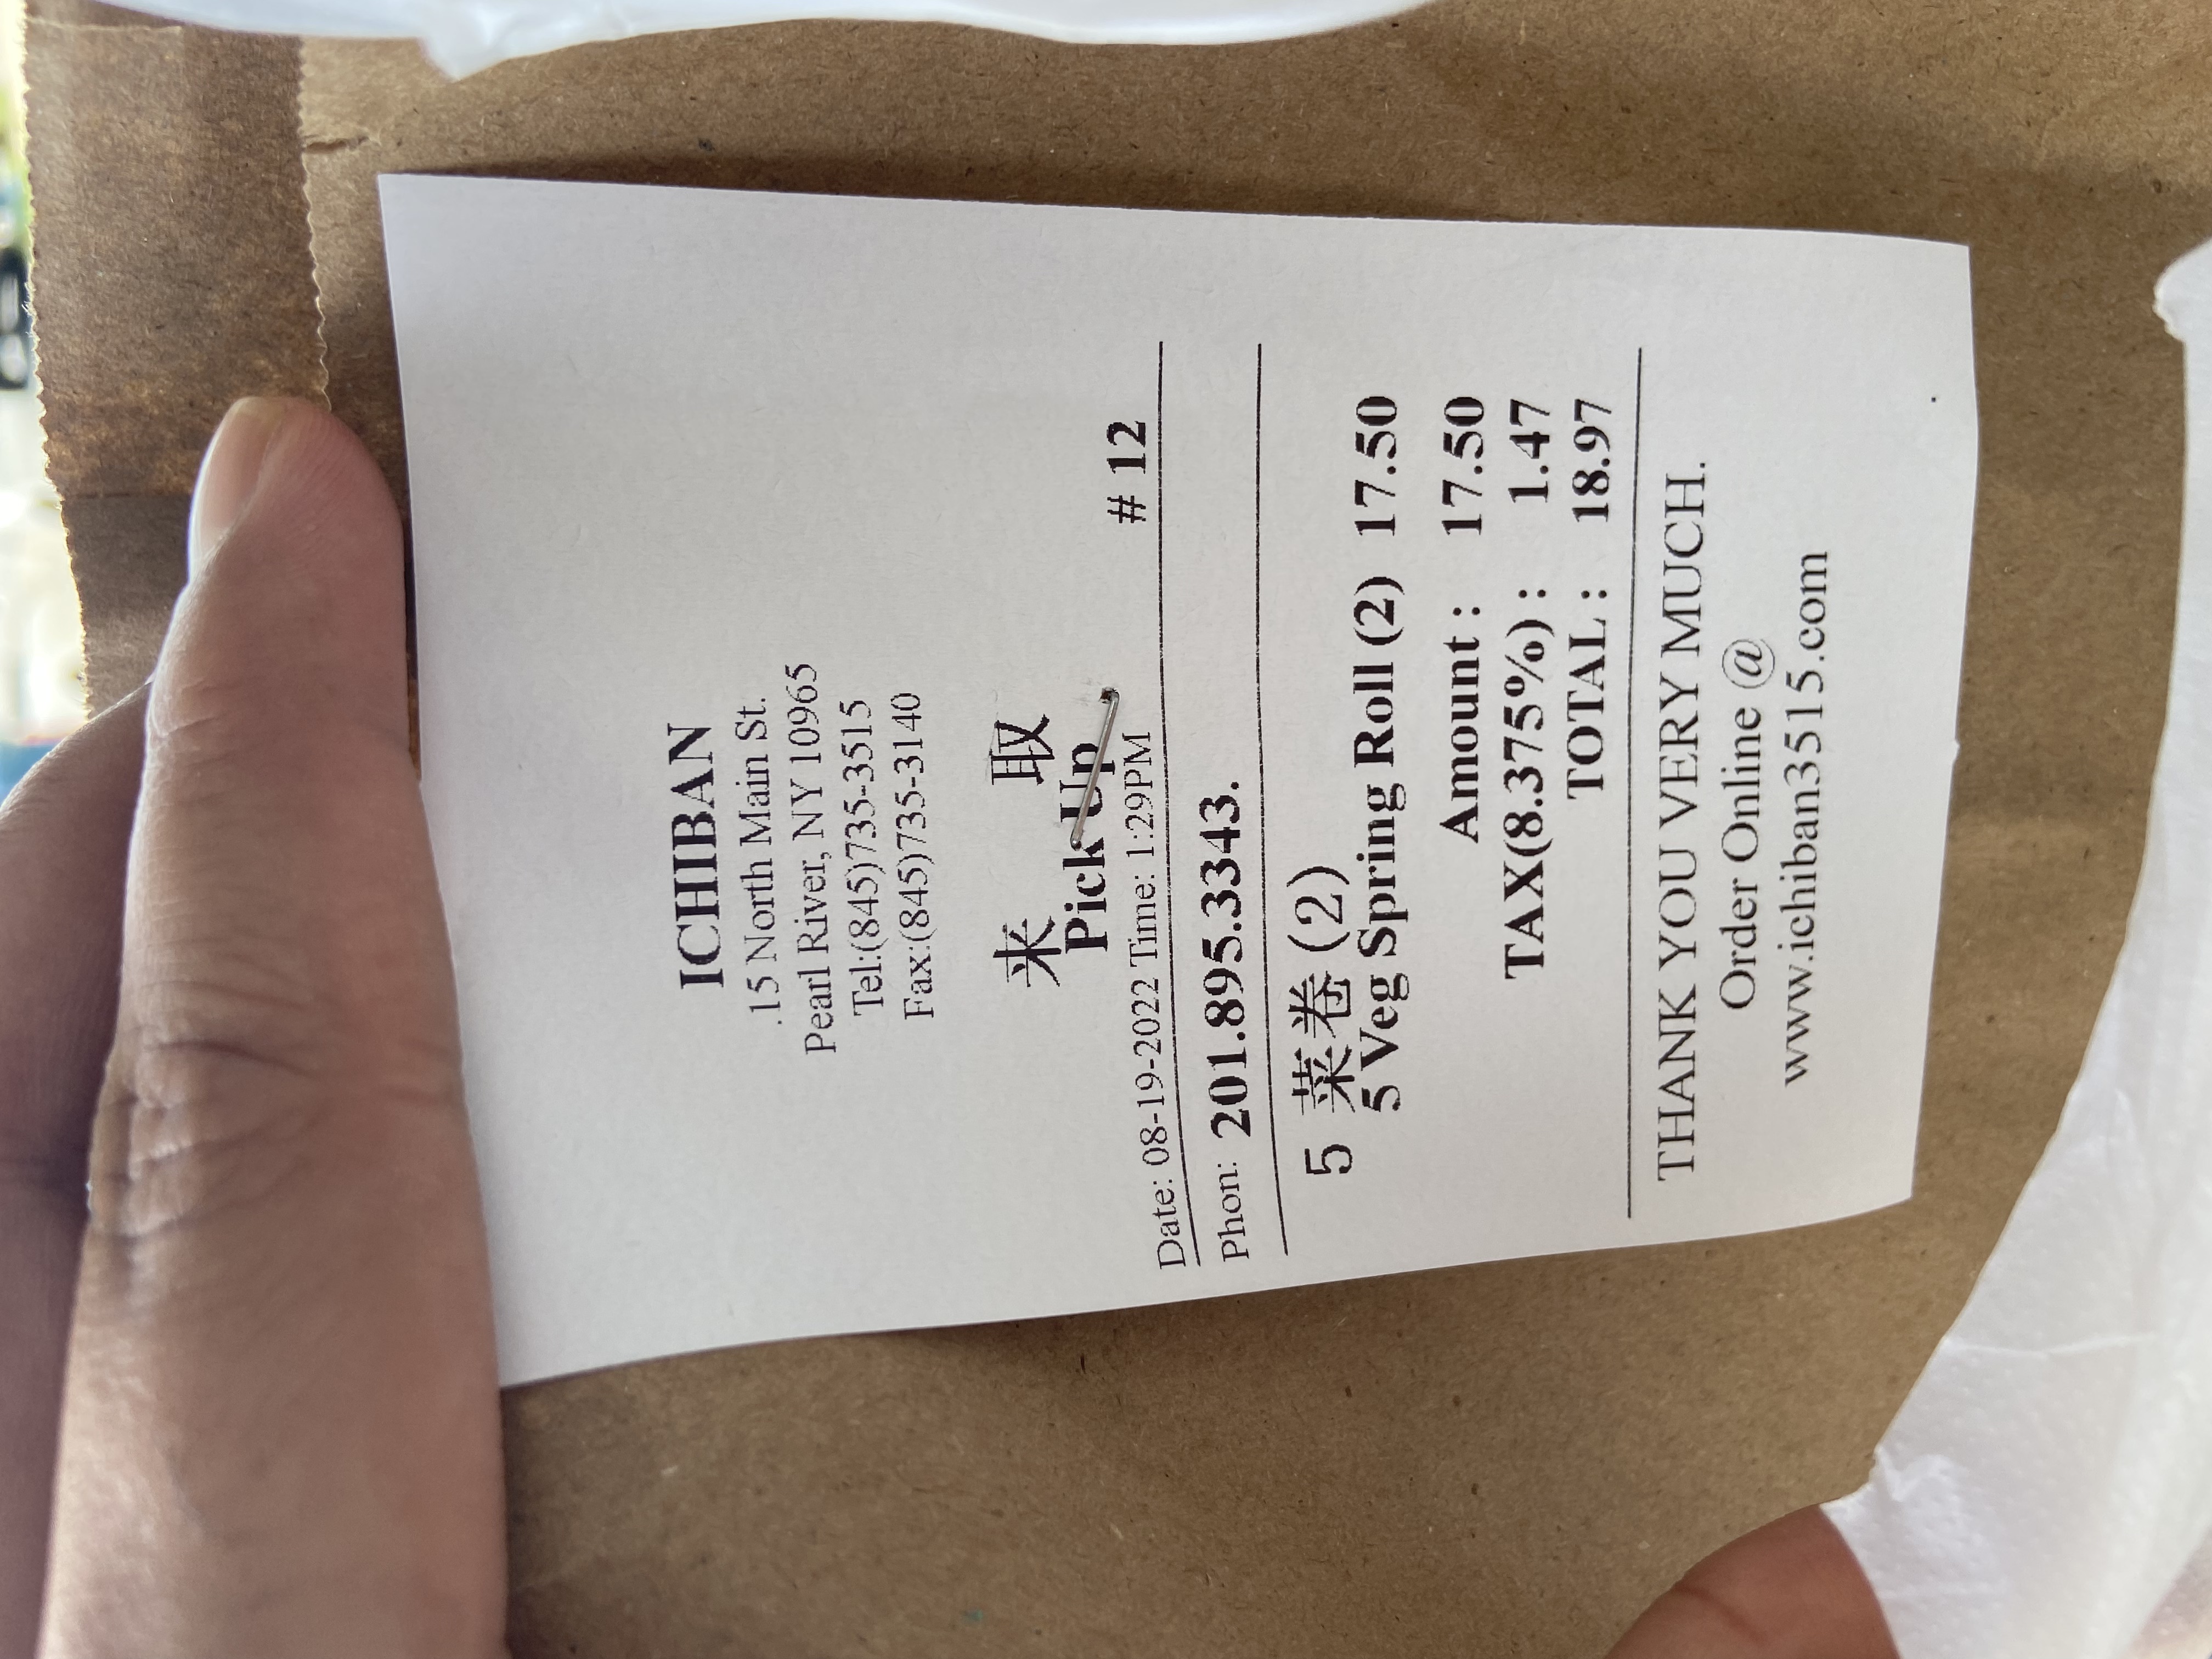 ICHIBAN
.15 North Main St.
Pearl River, NY 10965
Tel:(845)735-3515
Fax:(845)735-3140
来 取
Pick Up
Date: 08-19-2022 Time: 1:29PM # 12
Phon: 201.895.3343.
5 菜卷(2)
5 Veg Spring Roll (2) 17.50
Amount : 17.50
TAX(8.375%) : 1.47
TOTAL : 18.97
THANK YOU VERY MUCH.
Order Online @
www.ichiban3515.com